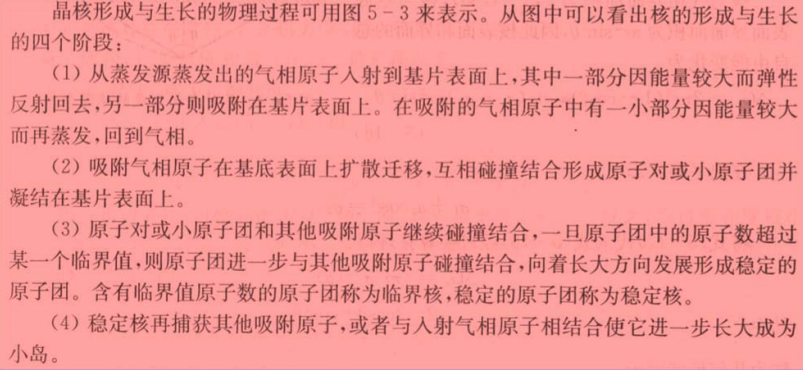 晶核形成与生长的物理过程可用图5-3来表示。从图中可以看出核的形成与生长
的四个阶段：
(1) 从蒸发源蒸发出的气相原子入射到基片表面上,其中一部分因能量较大而弹性
反射回去,另一部分则吸附在基片表面上。在吸附的气相原子中有一小部分因能量较大
而再蒸发,回到气相。
(2) 吸附气相原子在基底表面上扩散迁移,互相碰撞结合形成原子对或小原子团并
凝结在基片表面上。
(3) 原子对或小原子团和其他吸附原子继续碰撞结合,一旦原子团中的原子数超过
某一个临界值,则原子团进一步与其他吸附原子碰撞结合,向着长大方向发展形成稳定的
原子团。含有临界值原子数的原子团称为临界核,稳定的原子团称为稳定核。
(4) 稳定核再捕获其他吸附原子,或者与入射气相原子相结合使它进一步长大成为
小岛。